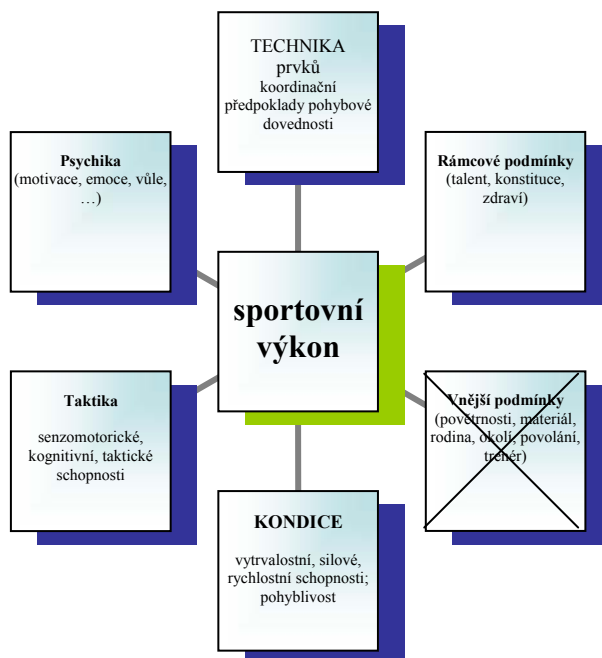 TECHNIKA
prvků
koordinační
předpoklady pohybové
dovednosti
Psychika
(motivace, emoce, vůle,
…)
Rámcové podmínky
(talent, konstituce,
zdraví)
sportovní
výkon
Taktika
senzomotorické,
kognitivní, taktické
schopnosti
Vnější podmínky
(povětrnosti, materiál,
rodina, okolí, povolání,
trenér)
KONDICE
vytrvalostní, silové,
rychlostní schopnosti;
pohyblivost